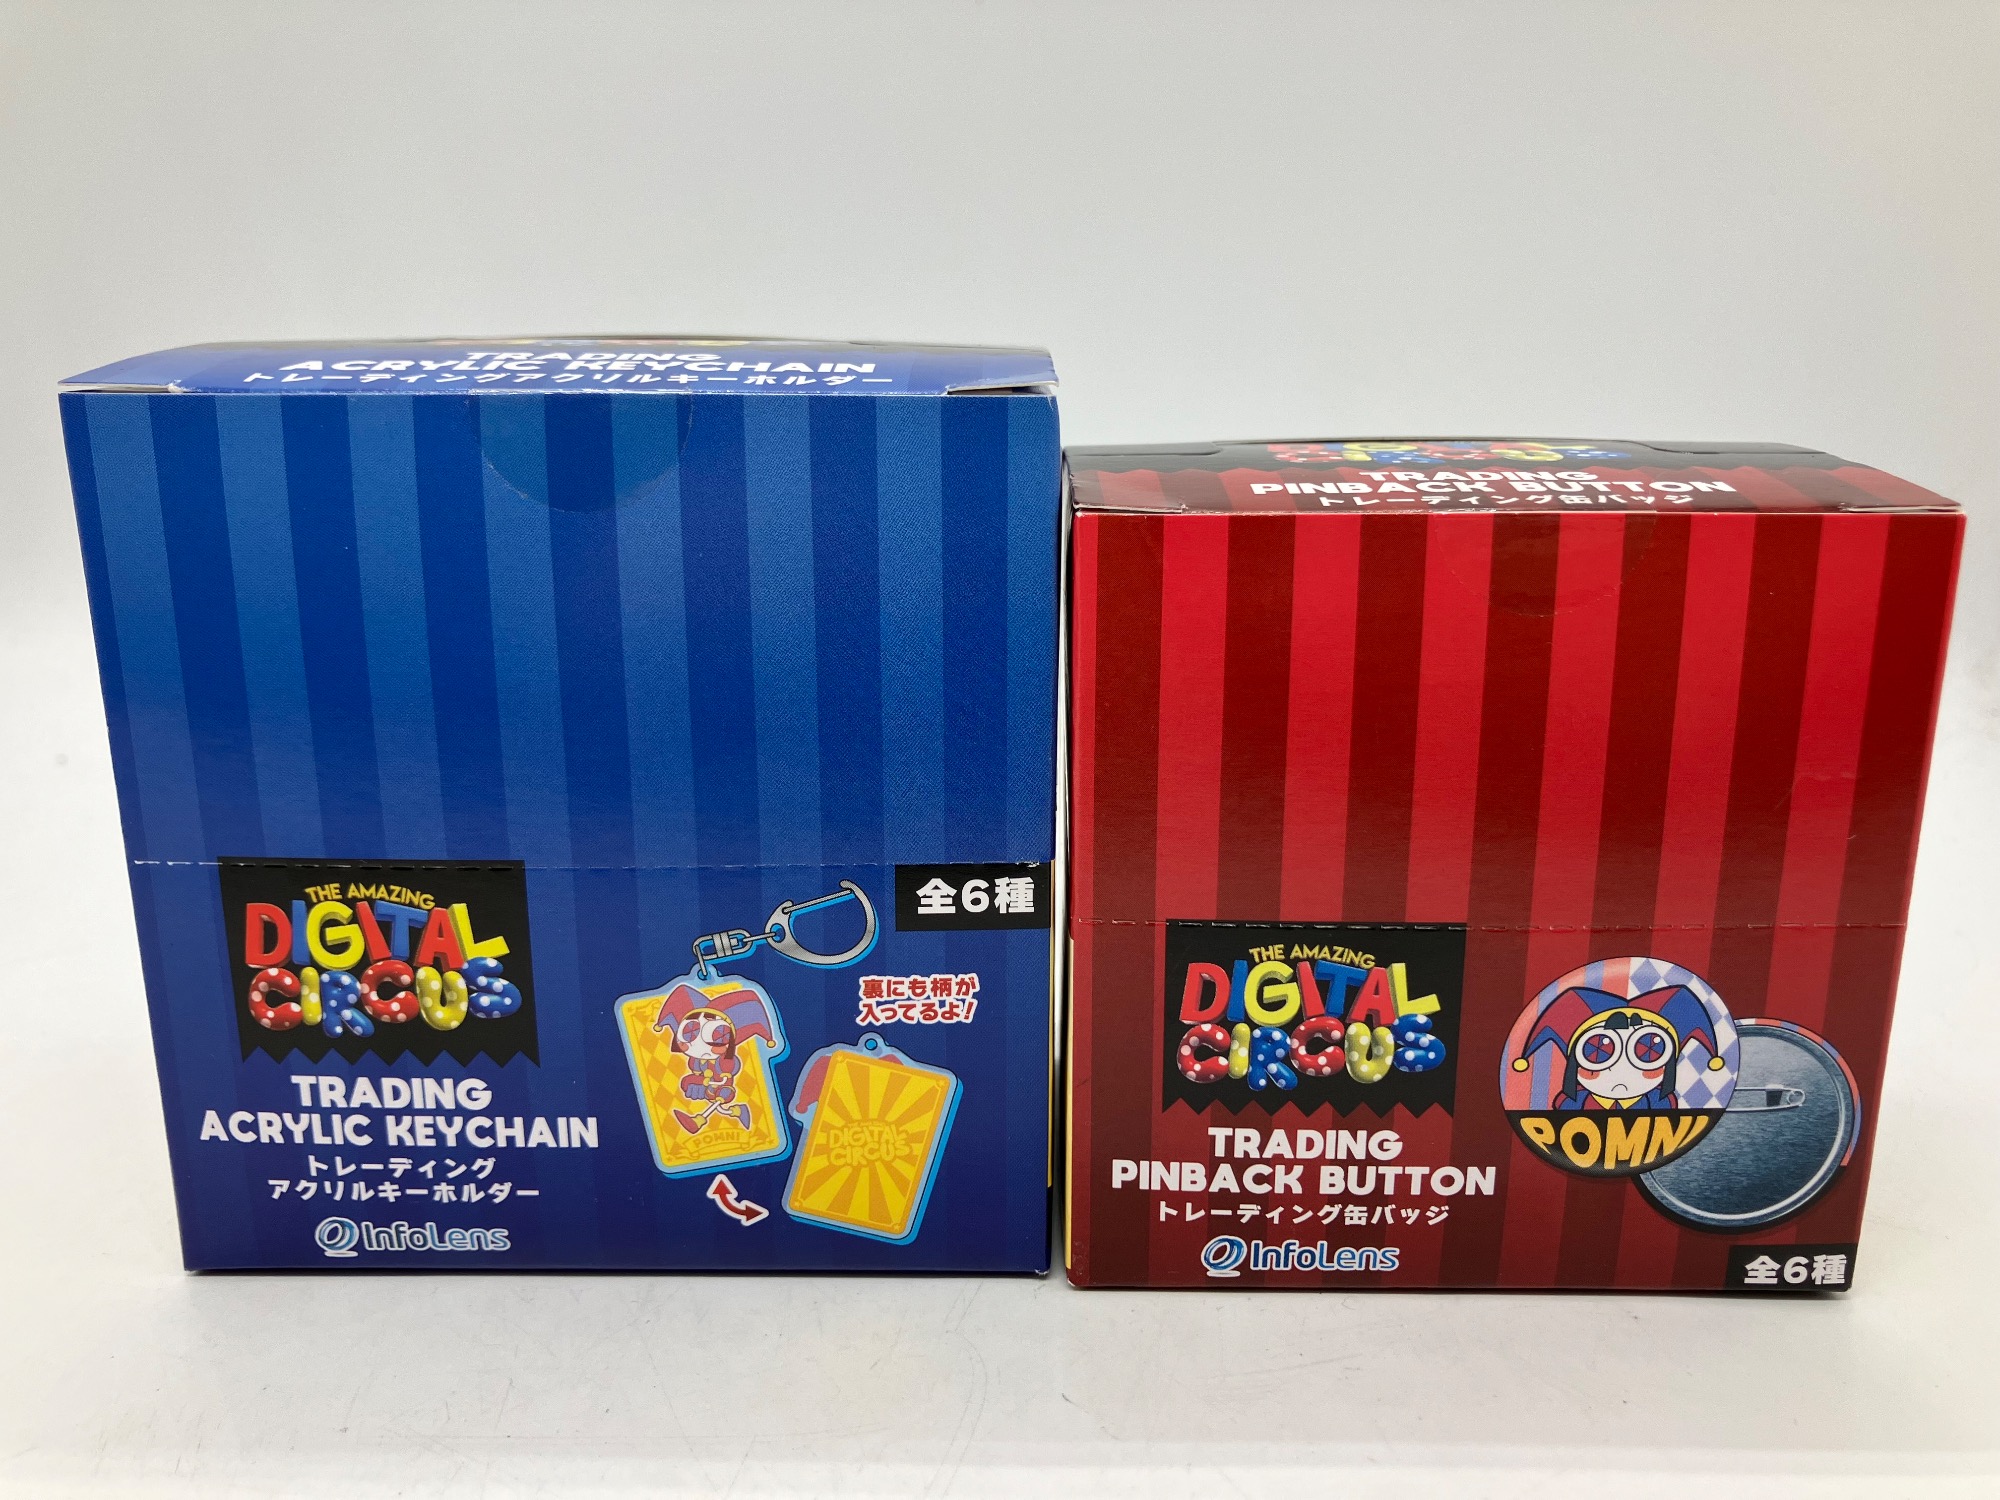 TRADING
ACRYLIC KEYCHAIN
トレーディングアクリルキーホルダー
THE AMAZING
DIGITAL
CIRCUS
全6種
裏にも柄が
入ってるよ!
POMNI
DIGITAL
CIRCUS
TRADING
ACRYLIC KEYCHAIN
トレーディング
アクリルキーホルダー
InfoLens
TRADING
PINBACK BUTTON
トレーディング缶バッジ
THE AMAZING
DIGITAL
CIRCUS
POMNI
TRADING
PINBACK BUTTON
トレーディング缶バッジ
InfoLens
全6種